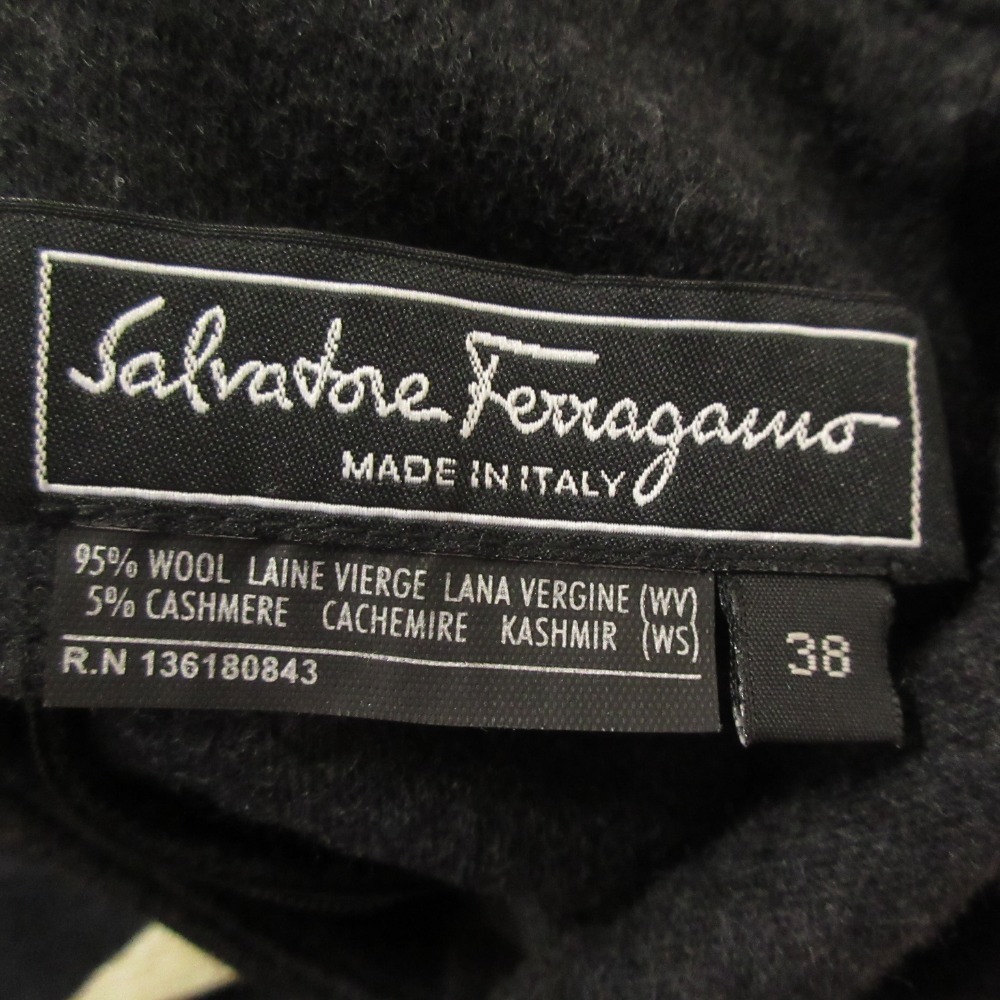 Salvatore Ferragamo
MADE IN ITALY
95% WOOL LAINE VIERGE LANA VERGINE (WV)
5% CASHMERE CACHEMIRE KASHMIR (WS)
R.N 136180843
38